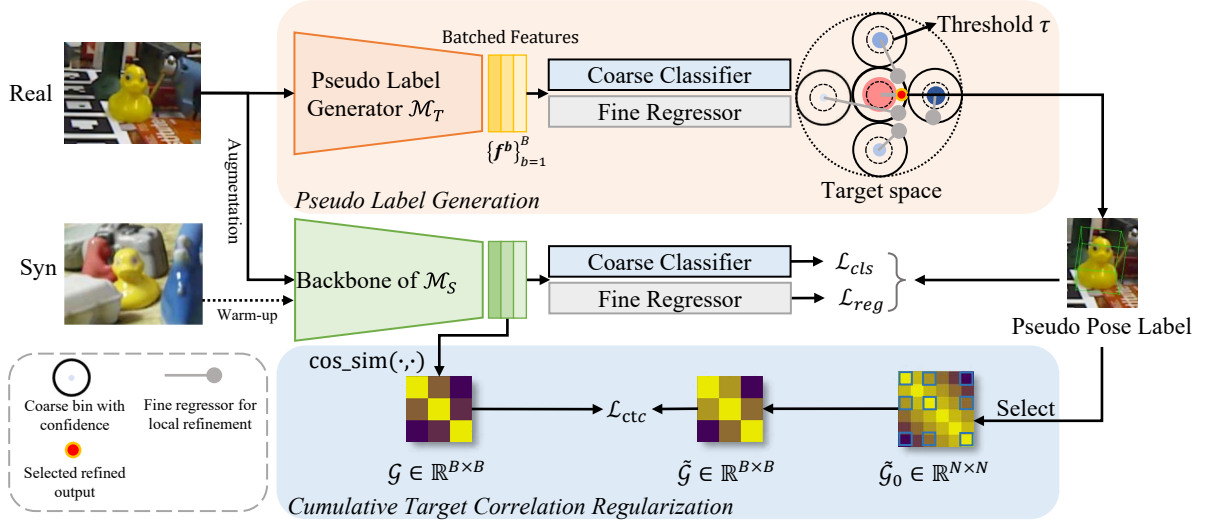 Real
Syn
Augmentation
Warm-up
Pseudo Label
Generator ℳ_T
Batched Features
{𝒇^𝒃}_{b=1}^B
Coarse Classifier
Fine Regressor
Threshold τ
Target space
Pseudo Label Generation
Backbone of ℳ_S
Coarse Classifier
Fine Regressor
ℒ_cls
ℒ_reg
Pseudo Pose Label
cos_sim(·,·)
ℒ_ctc
Select
𝒢 ∈ ℝ^{B×B}
𝒢̃ ∈ ℝ^{B×B}
𝒢̃_0 ∈ ℝ^{N×N}
Cumulative Target Correlation Regularization
Coarse bin with
confidence
Fine regressor for
local refinement
Selected refined
output